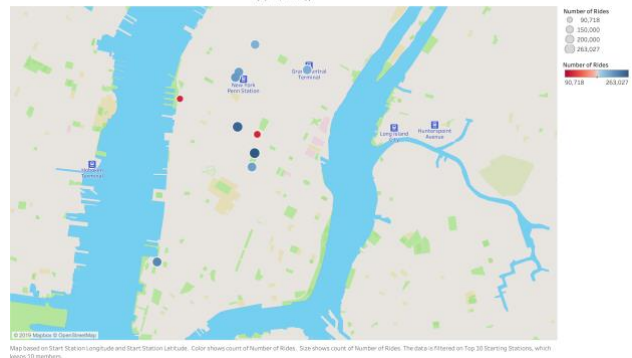 Number of Rides
90,718
150,000
200,000
263,027
Number of Rides
90,718 263,027
Grand Central
Terminal
New York
Penn Station
Long Island
City
Hunterspoint
Avenue
Hoboken
Terminal
© 2019 Mapbox © OpenStreetMap
Map based on Start Station Longitude and Start Station Latitude. Color shows count of Number of Rides. Size shows count of Number of Rides. The data is filtered on Top 10 Starting Stations, which
keeps 10 members.